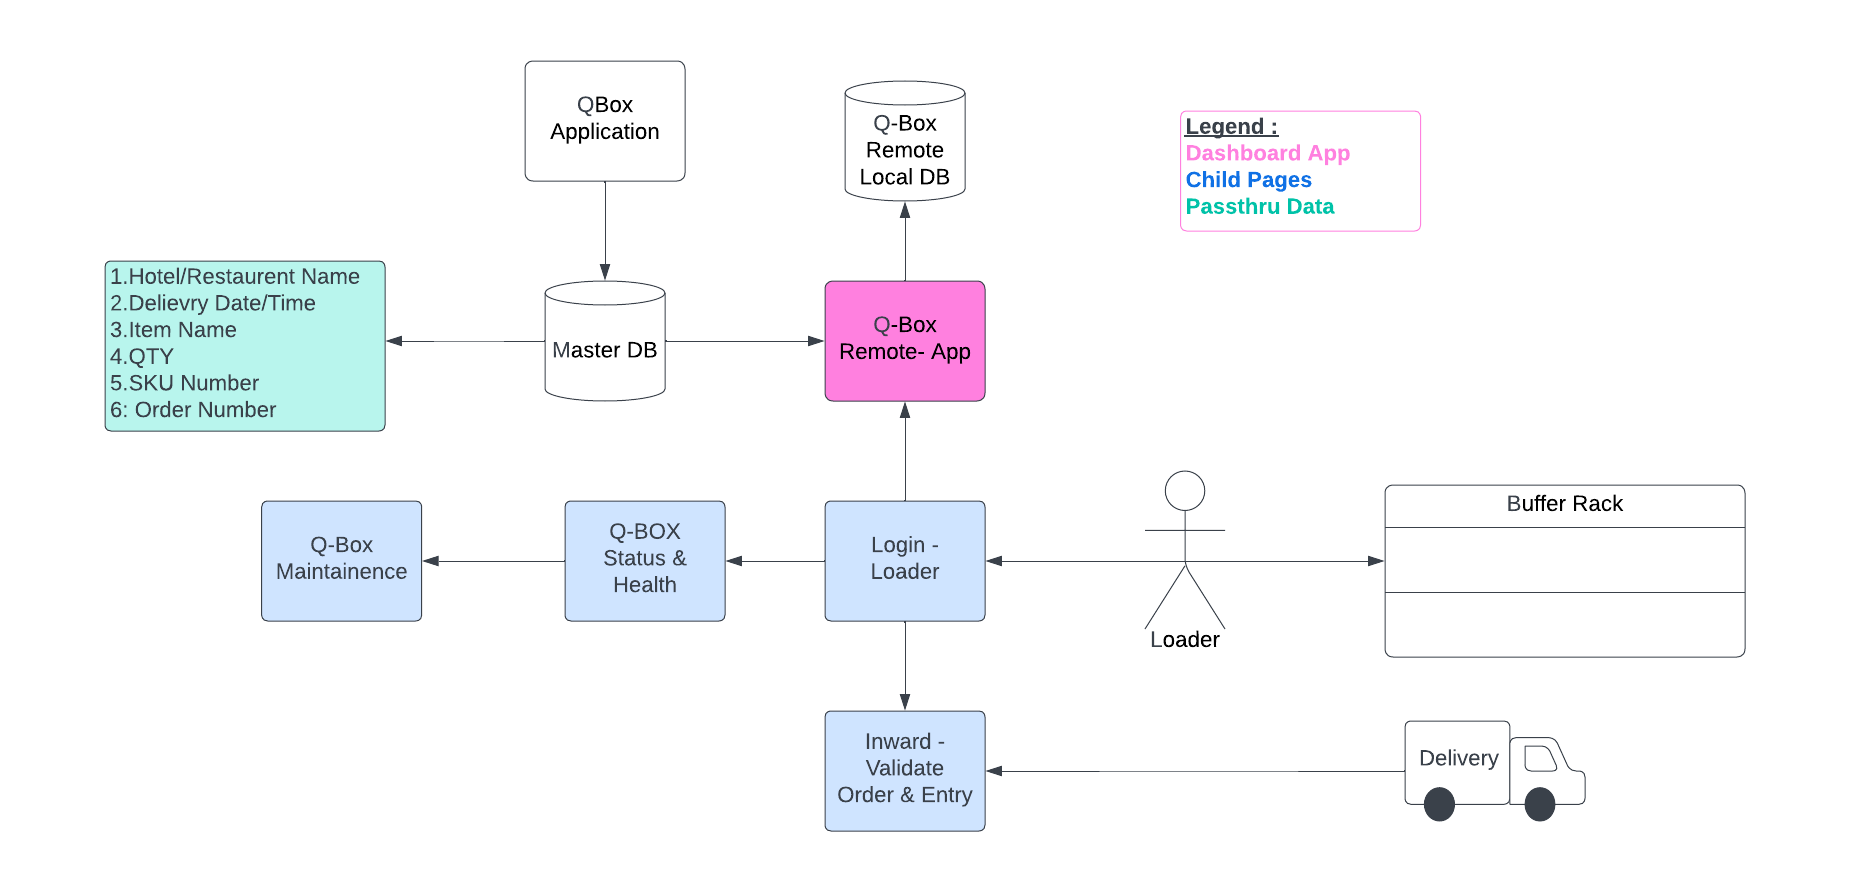 QBox
Application
Q-Box
Remote
Local DB
Legend :
Dashboard App
Child Pages
Passthru Data
1.Hotel/Restaurent Name
2.Delievry Date/Time
3.Item Name
4.QTY
5.SKU Number
6: Order Number
Master DB
Q-Box
Remote- App
Q-Box
Maintainence
Q-BOX
Status &
Health
Login -
Loader
Loader
Buffer Rack
Inward -
Validate
Order & Entry
Delivery